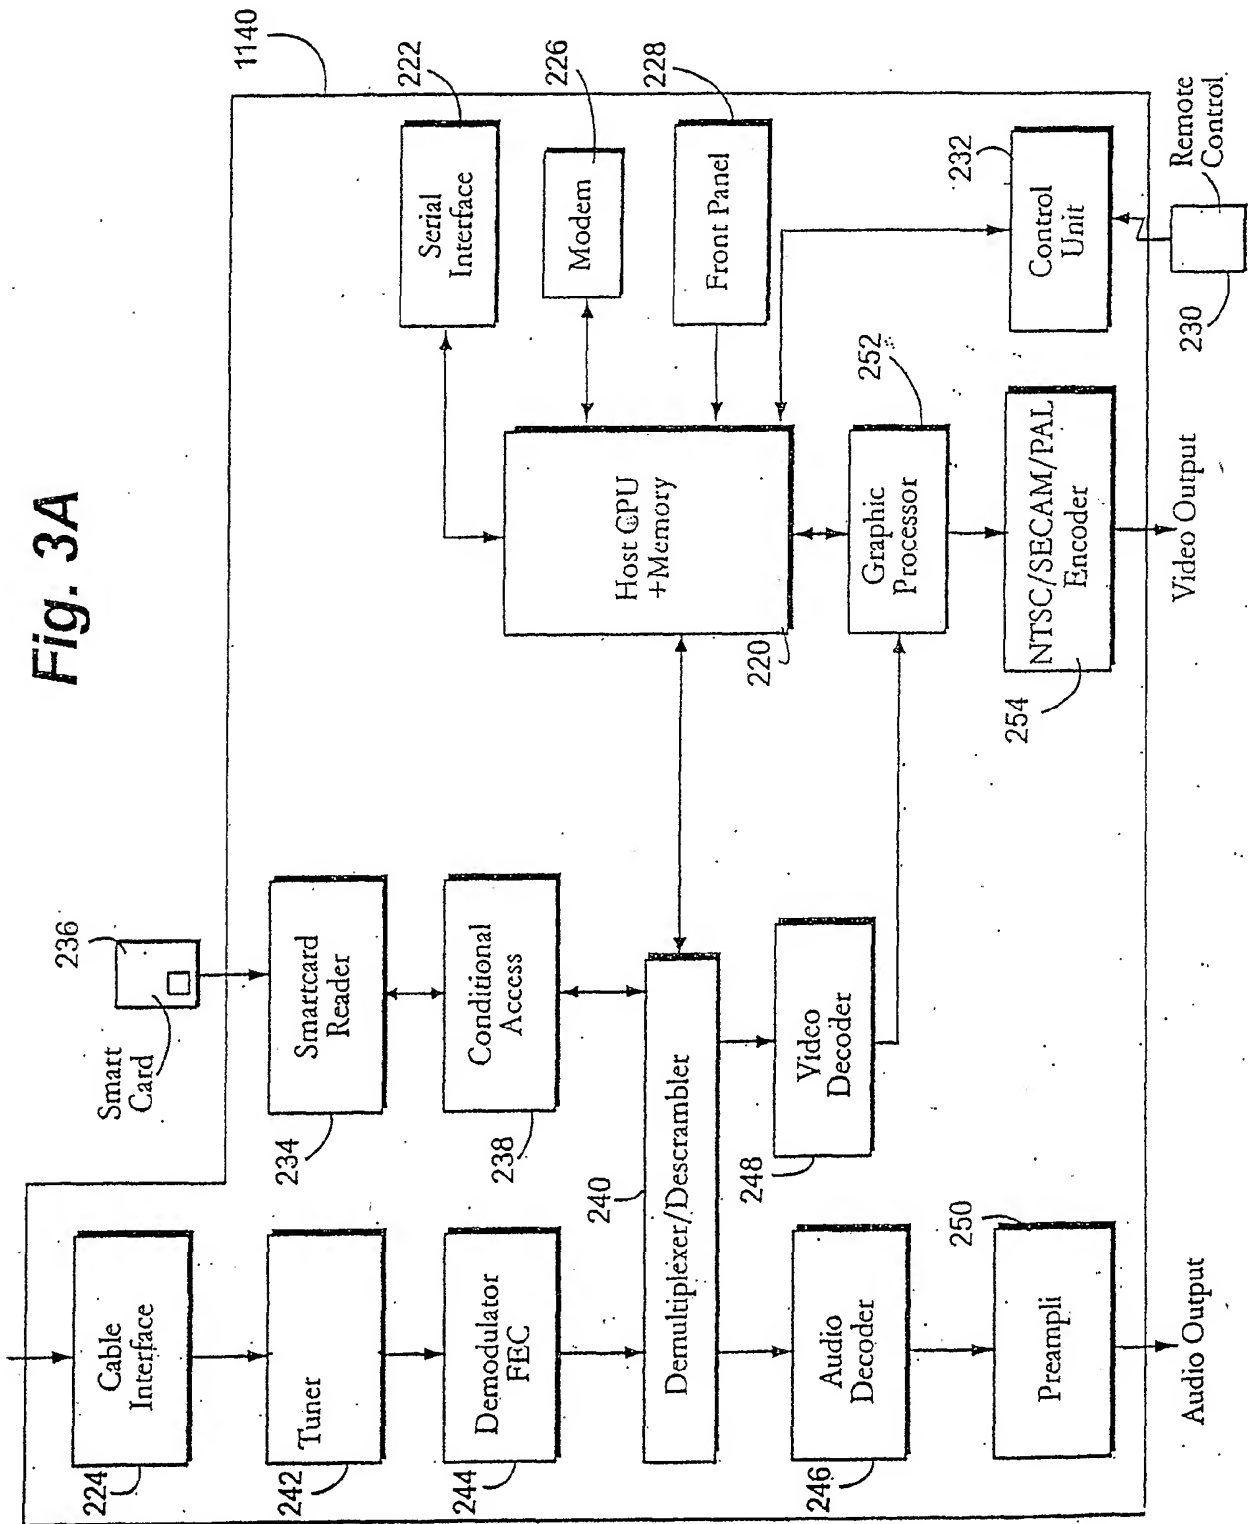 Fig. 3A
1140
222
Serial
Interface
226
Modem
228
Front Panel
232
Control
Unit
Remote
Control
230
Host CPU
+Memory
220
252
Graphic
Processor
NTSC/SECAM/PAL
Encoder
254
Video Output
236
Smart
Card
Smartcard
Reader
234
Conditional
Access
238
240
Demultiplexer/Descrambler
Video
Decoder
248
Cable
Interface
224
Tuner
242
Demodulator
FEC
244
Audio
Decoder
246
250
Preampli
Audio Output